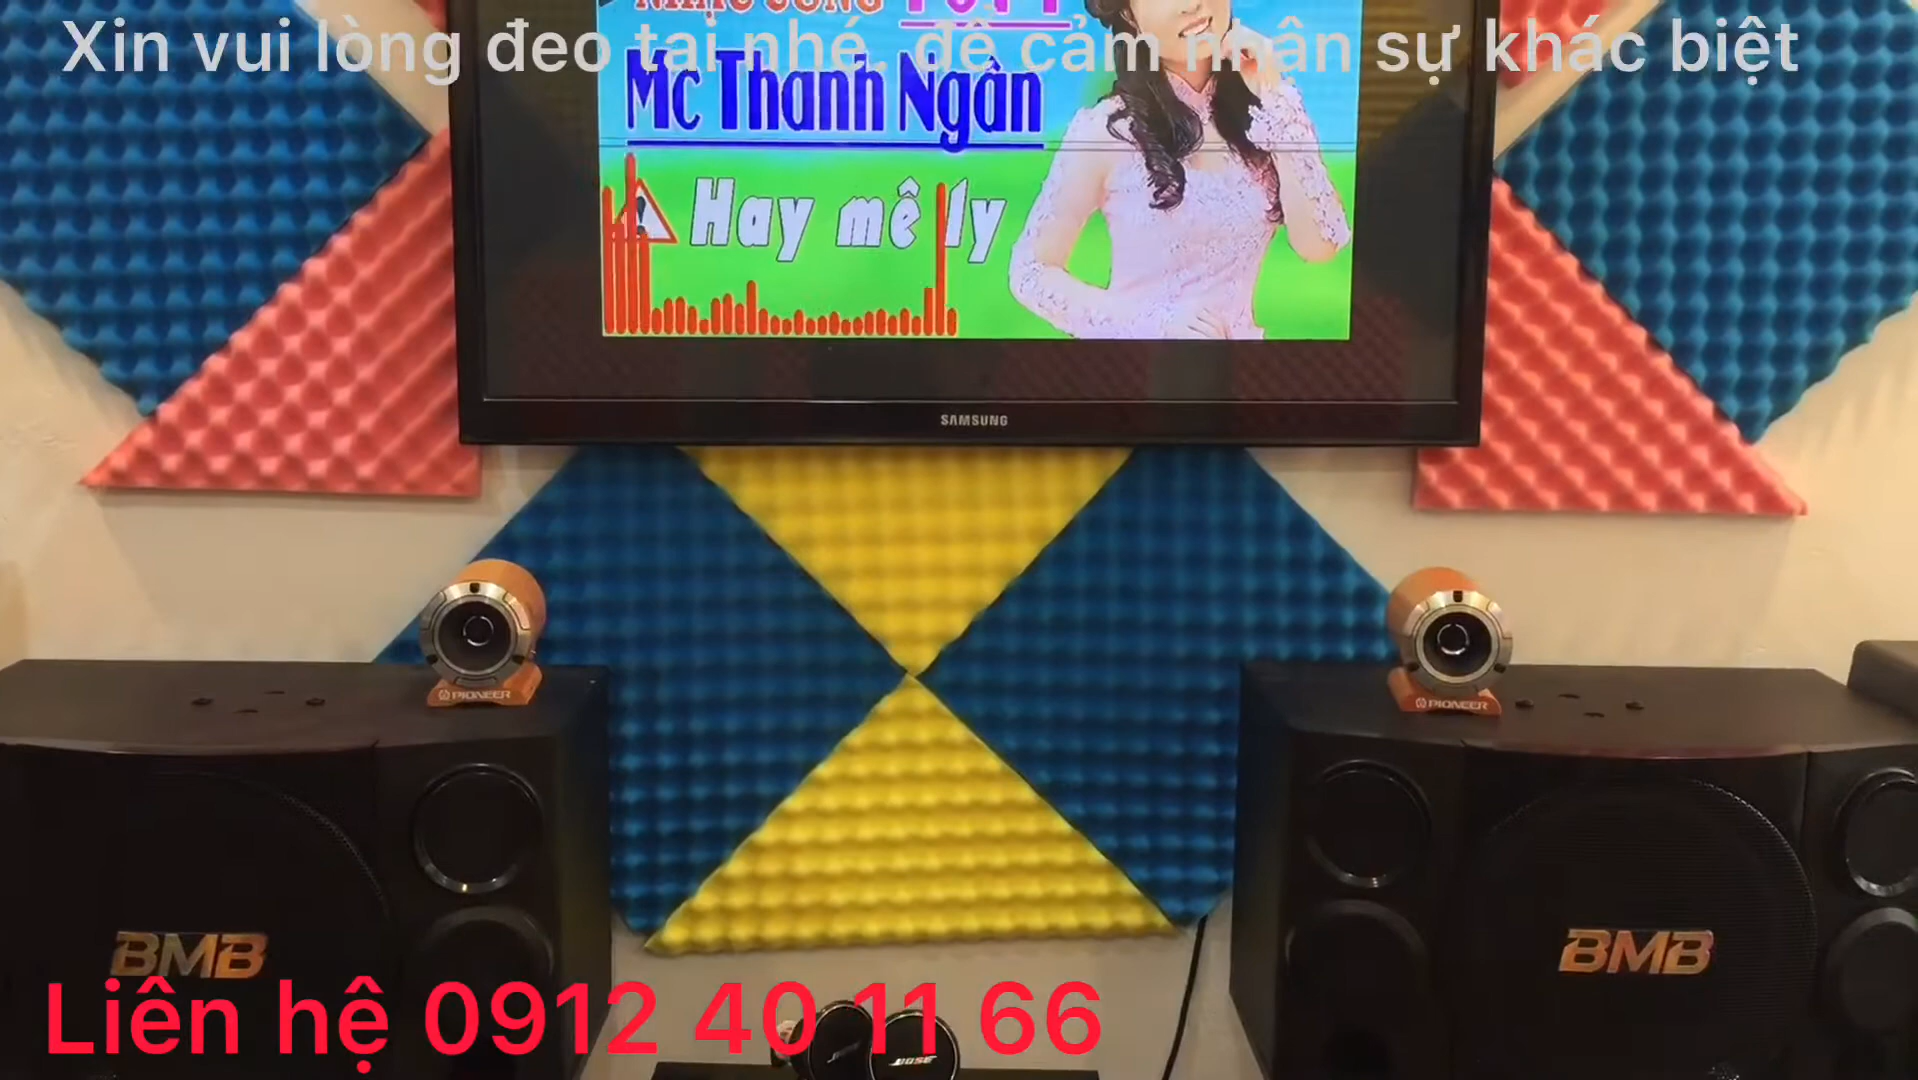 Xin vui lòng đeo tai nhé. để cảm nhận sự khác biệt
Mc Thanh Ngân
Hay mê ly
SAMSUNG
PIONEER
PIONEER
BMB
BMB
Liên hệ 0912 40 11 66
BOSE